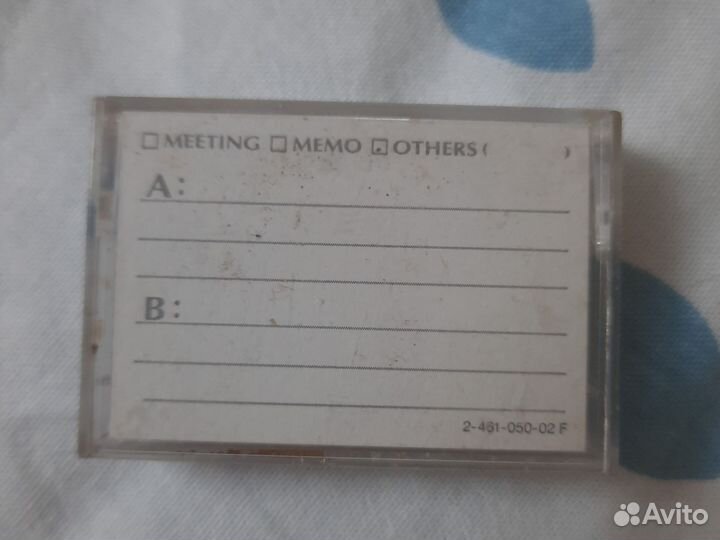 ☐ MEETING ☐ MEMO ☐ OTHERS ( )
A:
B:
2-461-050-02 F
Avito